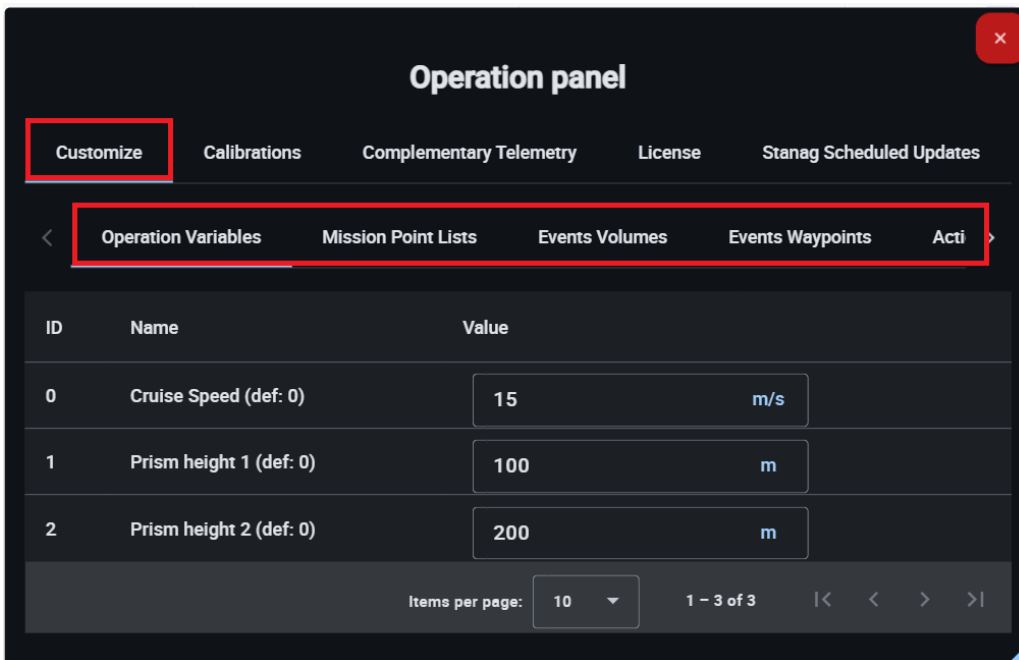 Operation panel
Customize Calibrations Complementary Telemetry License Stanag Scheduled Updates
Operation Variables Mission Point Lists Events Volumes Events Waypoints Acti
ID Name Value
0 Cruise Speed (def: 0) 15 m/s
1 Prism height 1 (def: 0) 100 m
2 Prism height 2 (def: 0) 200 m
Items per page: 10 1 – 3 of 3